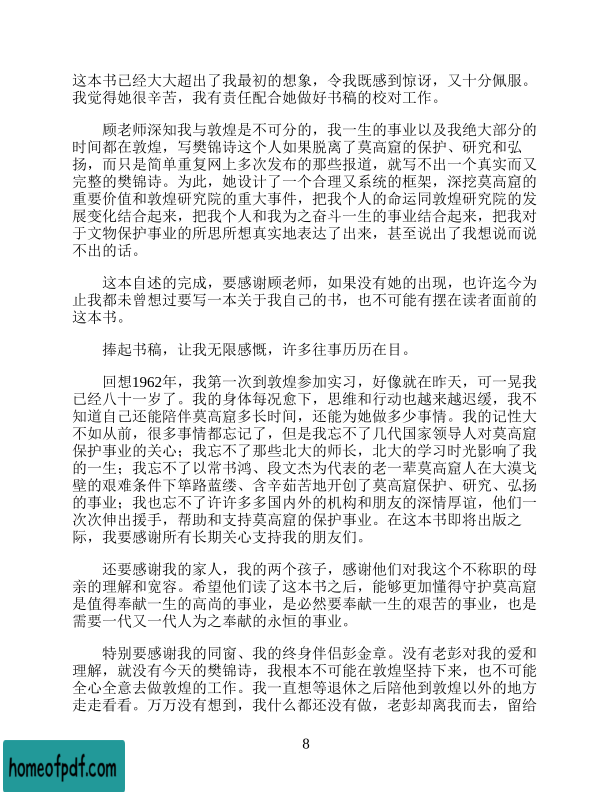 这本书已经大大超出了我最初的想象，令我既感到惊讶，又十分佩服。
我觉得她很辛苦，我有责任配合她做好书稿的校对工作。
顾老师深知我与敦煌是不可分的，我一生的事业以及我绝大部分的
时间都在敦煌，写樊锦诗这个人如果脱离了莫高窟的保护、研究和弘
扬，而只是简单重复网上多次发布的那些报道，就写不出一个真实而又
完整的樊锦诗。为此，她设计了一个合理又系统的框架，深挖莫高窟的
重要价值和敦煌研究院的重大事件，把我个人的命运同敦煌研究院的发
展变化结合起来，把我个人和我为之奋斗一生的事业结合起来，把我对
于文物保护事业的所思所想真实地表达了出来，甚至说出了我想说而说
不出的话。
这本自述的完成，要感谢顾老师，如果没有她的出现，也许迄今为
止我都未曾想过要写一本关于我自己的书，也不可能有摆在读者面前的
这本书。
捧起书稿，让我无限感慨，许多往事历历在目。
回想1962年，我第一次到敦煌参加实习，好像就在昨天，可一晃我
已经八十一岁了。我的身体每况愈下，思维和行动也越来越迟缓，我不
知道自己还能陪伴莫高窟多长时间，还能为她做多少事情。我的记性大
不如从前，很多事情都忘记了，但是我忘不了几代国家领导人对莫高窟
保护事业的关心；我忘不了那些北大的师长，北大的学习时光影响了我
的一生；我忘不了以常书鸿、段文杰为代表的老一辈莫高窟人在大漠戈
壁的艰难条件下筚路蓝缕、含辛茹苦地开创了莫高窟保护、研究、弘扬
的事业；我也忘不了许许多多国内外的机构和朋友的深情厚谊，他们一
次次伸出援手，帮助和支持莫高窟的保护事业。在这本书即将出版之
际，我要感谢所有长期关心支持我的朋友们。
还要感谢我的家人，我的两个孩子，感谢他们对我这个不称职的母
亲的理解和宽容。希望他们读了这本书之后，能够更加懂得守护莫高窟
是值得奉献一生的高尚的事业，是必然要奉献一生的艰苦的事业，也是
需要一代又一代人为之奉献的永恒的事业。
特别要感谢我的同窗、我的终身伴侣彭金章。没有老彭对我的爱和
理解，就没有今天的樊锦诗，我根本不可能在敦煌坚持下来，也不可能
全心全意去做敦煌的工作。我一直想等退休之后陪他到敦煌以外的地方
走走看看。万万没有想到，我什么都还没有做，老彭却离我而去，留给
8
homeofpdf.com